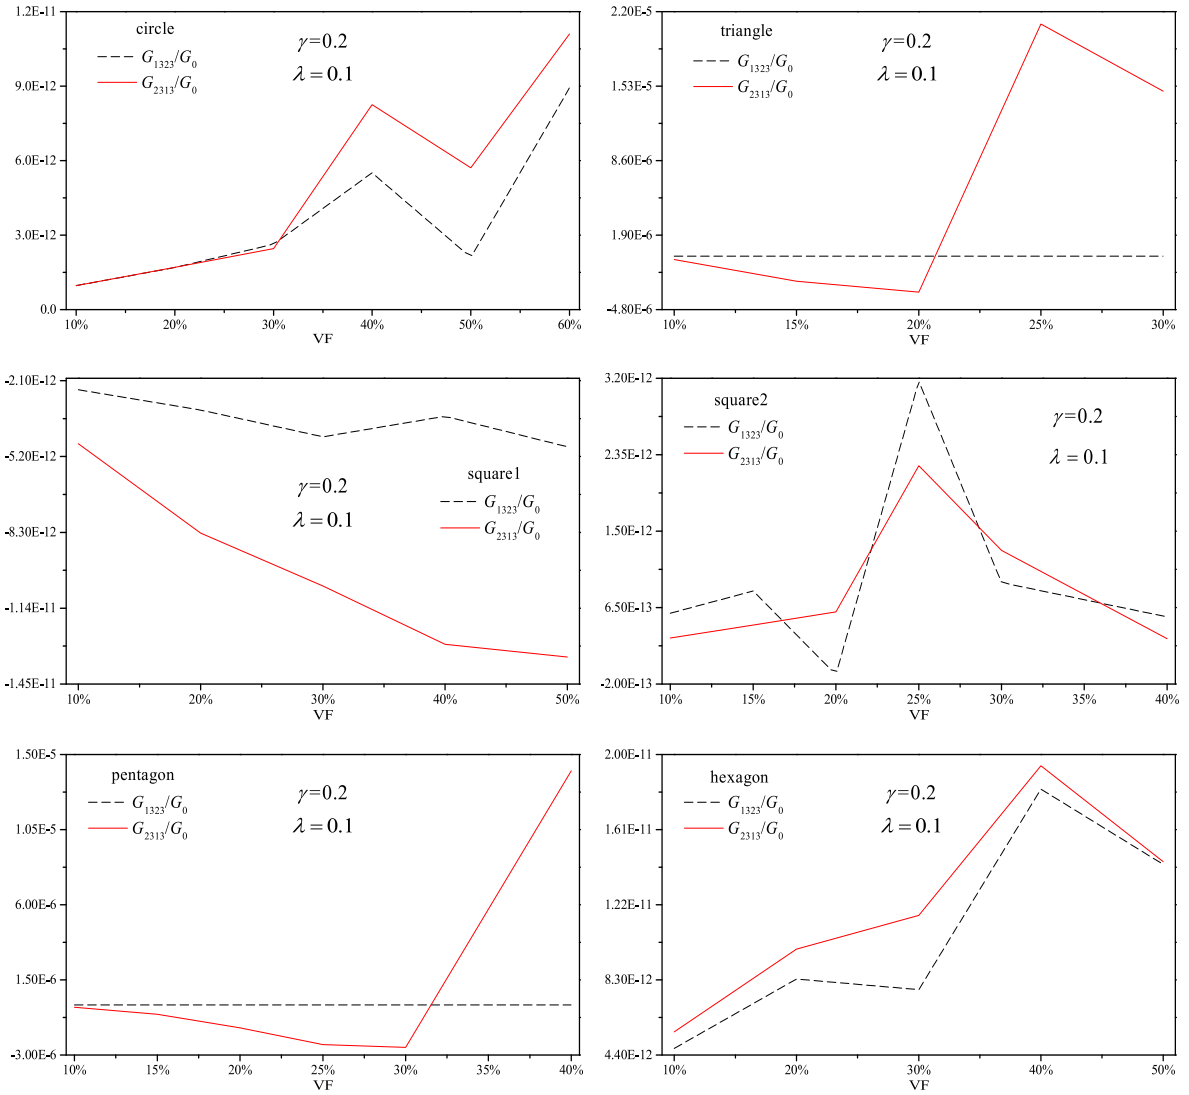 1.2E-11
9.0E-12
6.0E-12
3.0E-12
0.0
circle
G1323/G0
G2313/G0
γ=0.2
λ=0.1
10% 20% 30% 40% 50% 60%
VF
2.20E-5
1.53E-5
8.60E-6
1.90E-6
-4.80E-6
triangle
G1323/G0
G2313/G0
γ=0.2
λ=0.1
10% 15% 20% 25% 30%
VF
-2.10E-12
-5.20E-12
-8.30E-12
-1.14E-11
-1.45E-11
γ=0.2
λ=0.1
square1
G1323/G0
G2313/G0
10% 20% 30% 40% 50%
VF
3.20E-12
2.35E-12
1.50E-12
6.50E-13
-2.00E-13
square2
G1323/G0
G2313/G0
γ=0.2
λ=0.1
10% 15% 20% 25% 30% 35% 40%
VF
1.50E-5
1.05E-5
6.00E-6
1.50E-6
-3.00E-6
pentagon
G1323/G0
G2313/G0
γ=0.2
λ=0.1
10% 15% 20% 25% 30% 35% 40%
VF
2.00E-11
1.61E-11
1.22E-11
8.30E-12
4.40E-12
hexagon
G1323/G0
G2313/G0
γ=0.2
λ=0.1
10% 20% 30% 40% 50%
VF